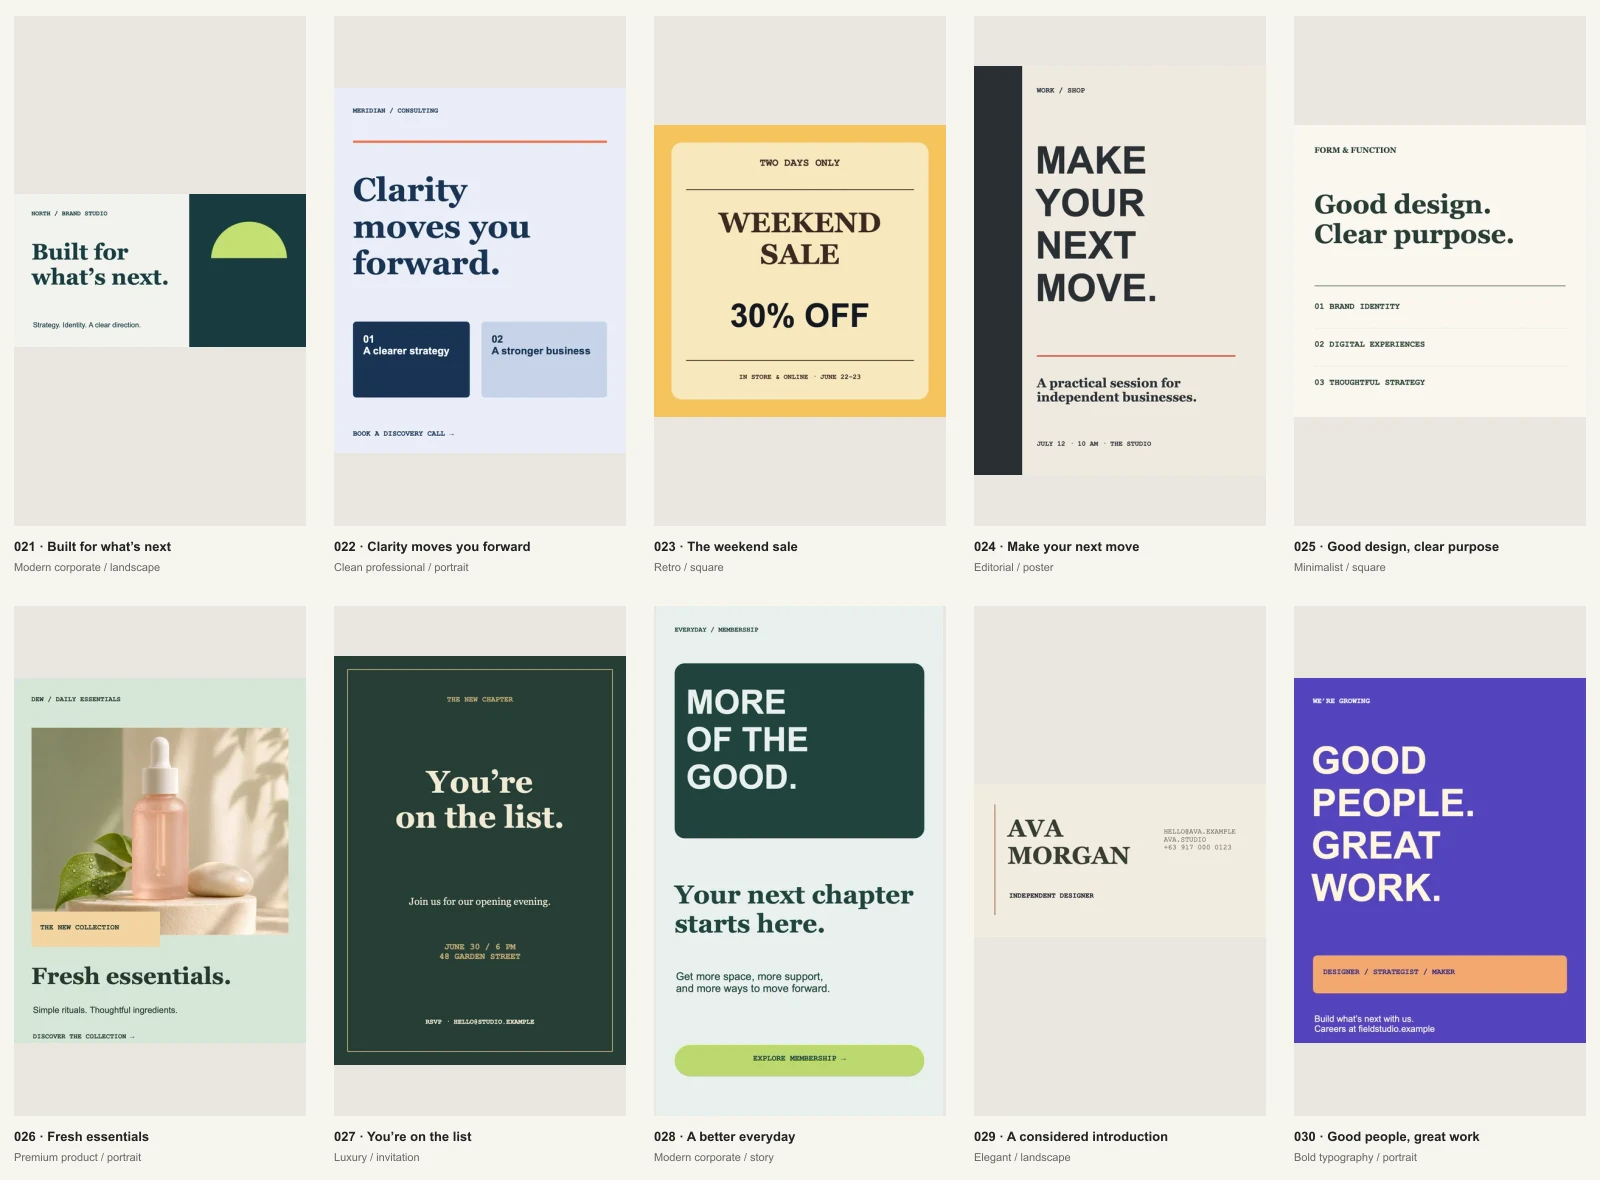 NORTH / BRAND STUDIO
Built for
what's next.
Strategy. Identity. A clear direction.
021 · Built for what's next
Modern corporate / landscape
MERIDIAN / CONSULTING
Clarity
moves you
forward.
01
A clearer strategy
02
A stronger business
BOOK A DISCOVERY CALL →
022 · Clarity moves you forward
Clean professional / portrait
TWO DAYS ONLY
WEEKEND
SALE
30% OFF
IN STORE & ONLINE · JUNE 22–23
023 · The weekend sale
Retro / square
WORK / SHOP
MAKE
YOUR
NEXT
MOVE.
A practical session for
independent businesses.
JULY 12 · 10 AM · THE STUDIO
024 · Make your next move
Editorial / poster
FORM & FUNCTION
Good design.
Clear purpose.
01 BRAND IDENTITY
02 DIGITAL EXPERIENCES
03 THOUGHTFUL STRATEGY
025 · Good design, clear purpose
Minimalist / square
DEW / DAILY ESSENTIALS
THE NEW COLLECTION
Fresh essentials.
Simple rituals. Thoughtful ingredients.
DISCOVER THE COLLECTION →
026 · Fresh essentials
Premium product / portrait
THE NEW CHAPTER
You're
on the list.
Join us for our opening evening.
JUNE 30 / 6 PM
48 GARDEN STREET
RSVP · HELLO@STUDIO.EXAMPLE
027 · You're on the list
Luxury / invitation
EVERYDAY / MEMBERSHIP
MORE
OF THE
GOOD.
Your next chapter
starts here.
Get more space, more support,
and more ways to move forward.
EXPLORE MEMBERSHIP →
028 · A better everyday
Modern corporate / story
AVA
MORGAN
INDEPENDENT DESIGNER
HELLO@AVA.EXAMPLE
AVA.STUDIO
+63 917 000 0123
029 · A considered introduction
Elegant / landscape
WE'RE GROWING
GOOD
PEOPLE.
GREAT
WORK.
DESIGNER / STRATEGIST / MAKER
Build what's next with us.
Careers at fieldstudio.example
030 · Good people, great work
Bold typography / portrait